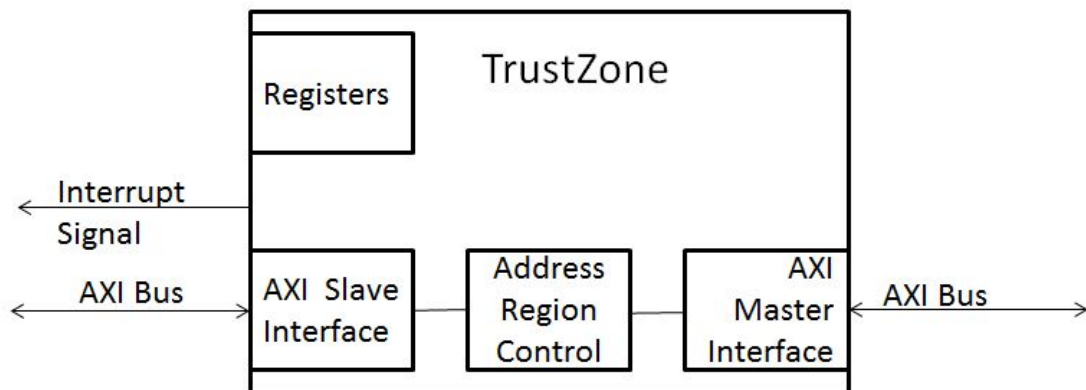 TrustZone
Registers
Interrupt
Signal
AXI Bus
AXI Slave
Interface
Address
Region
Control
AXI
Master
Interface
AXI Bus